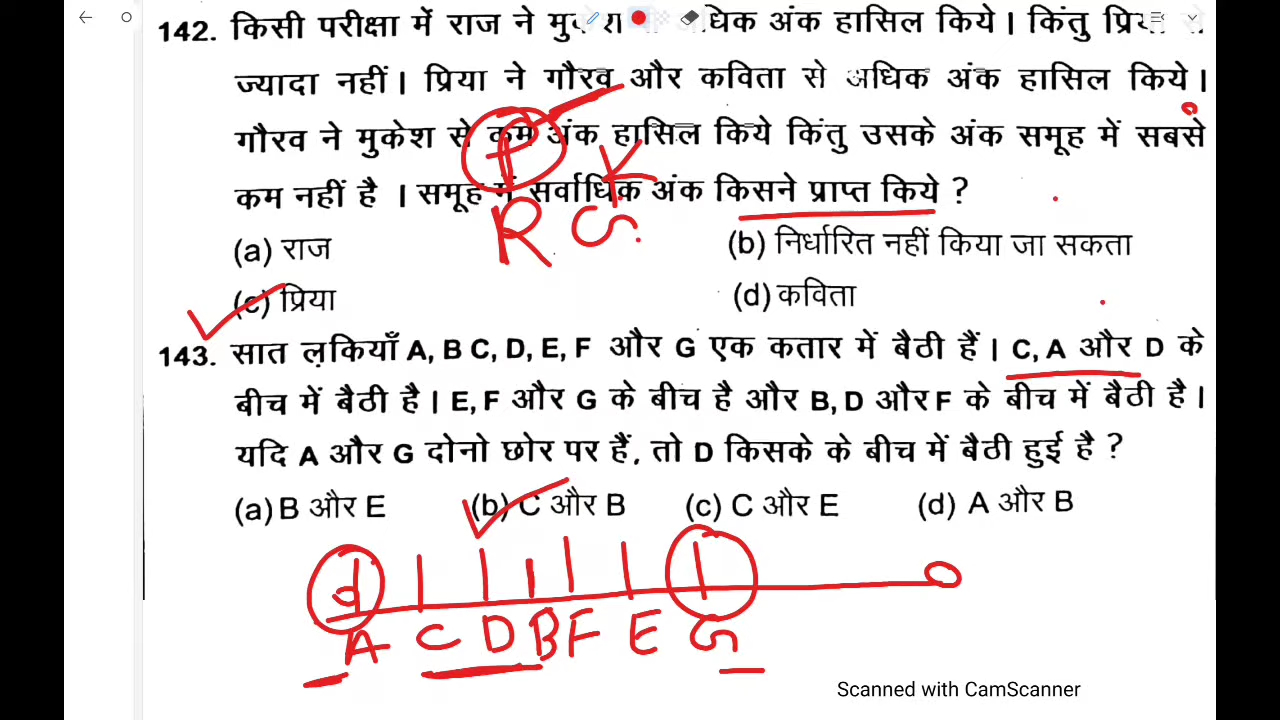 142. किसी परीक्षा में राज ने अधिक अंक हासिल किये। किंतु
ज्यादा नहीं। प्रिया ने गौरव और कविता से अधिक अंक हासिल किये।
गौरव ने मुकेश से कम अंक हासिल किये किंतु उसके अंक समूह में सबसे
कम नहीं है। समूह में सर्वाधिक अंक किसने प्राप्त किये ?
P K
R G
(a) राज (b) निर्धारित नहीं किया जा सकता
(c) प्रिया (d) कविता
143. सात लकियाँ A, B C, D, E, F और G एक कतार में बैठी हैं। C, A और D के
बीच में बैठी है। E, F और G के बीच है और B, D और F के बीच में बैठी है।
यदि A और G दोनो छोर पर हैं, तो D किसके के बीच में बैठी हुई है ?
(a) B और E (b) C और B (c) C और E (d) A और B
A C D B F E G
Scanned with CamScanner